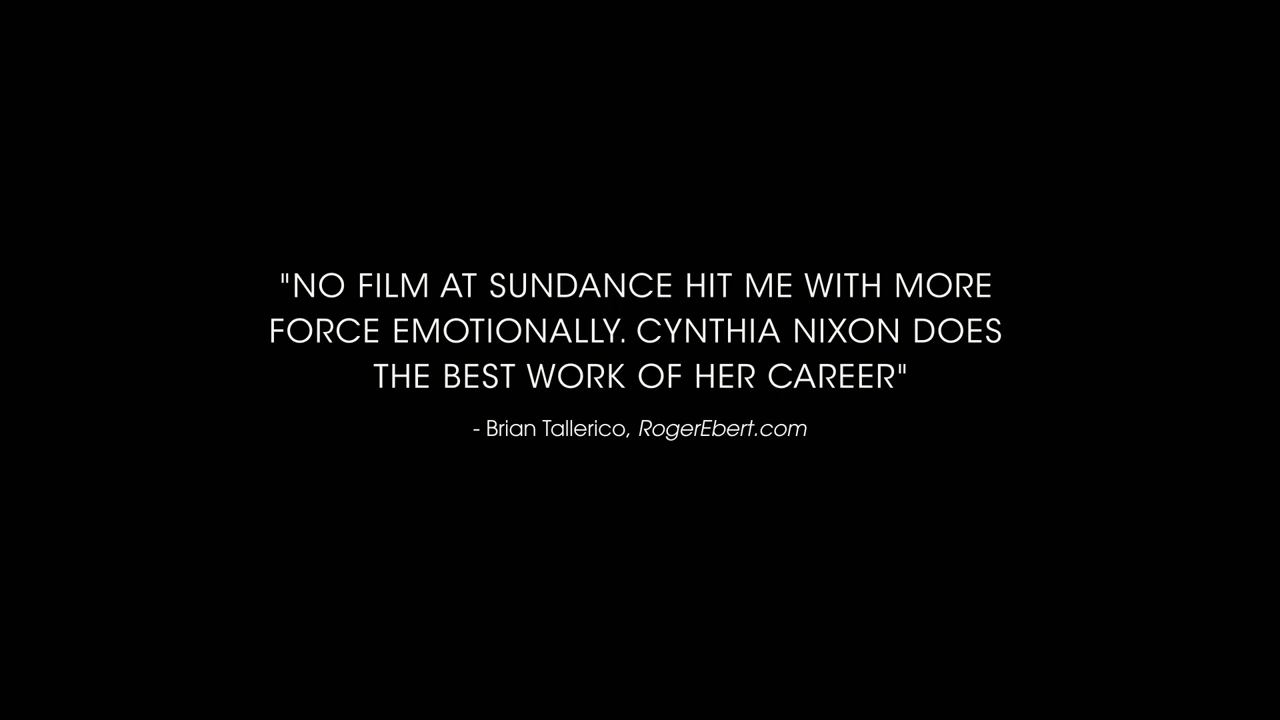 "NO FILM AT SUNDANCE HIT ME WITH MORE
FORCE EMOTIONALLY. CYNTHIA NIXON DOES
THE BEST WORK OF HER CAREER"
- Brian Tallerico, RogerEbert.com